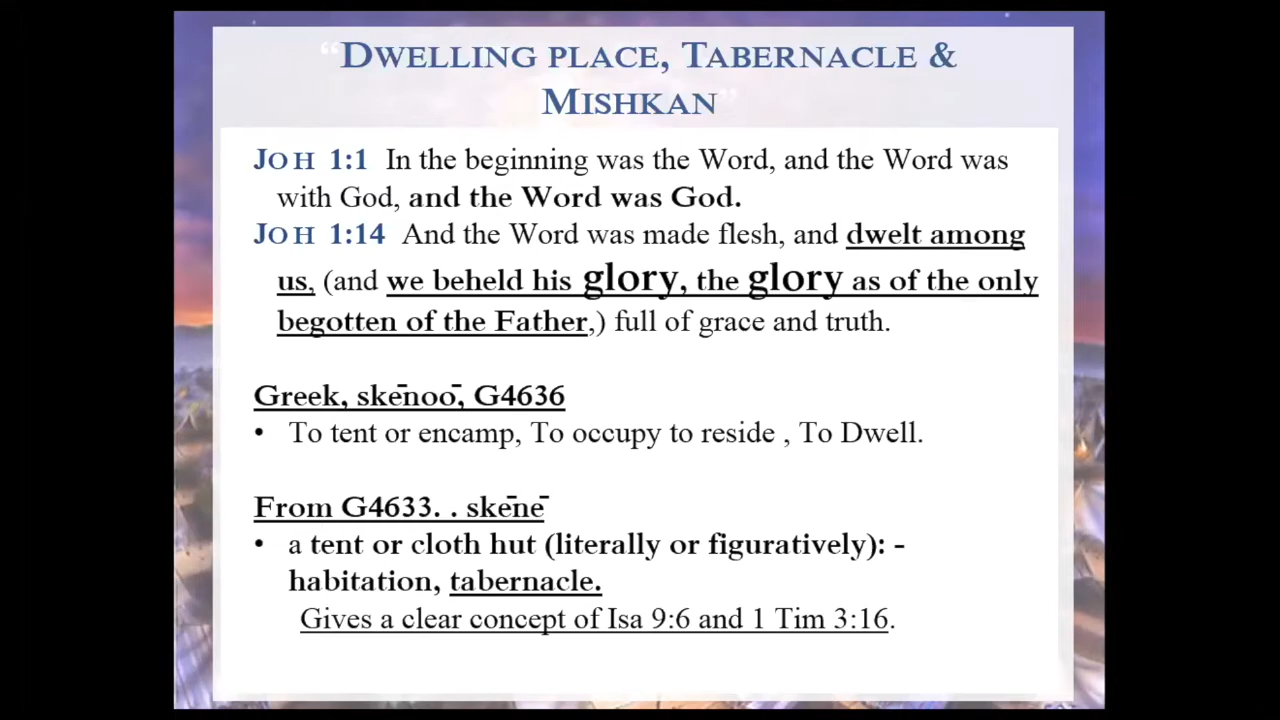 “DWELLING PLACE, TABERNACLE &
MISHKAN”
JOH 1:1 In the beginning was the Word, and the Word was
with God, and the Word was God.
JOH 1:14 And the Word was made flesh, and dwelt among
us, (and we beheld his glory, the glory as of the only
begotten of the Father,) full of grace and truth.
Greek, skēnoō, G4636
• To tent or encamp, To occupy to reside , To Dwell.
From G4633. . skēnē
• a tent or cloth hut (literally or figuratively): -
habitation, tabernacle.
Gives a clear concept of Isa 9:6 and 1 Tim 3:16.